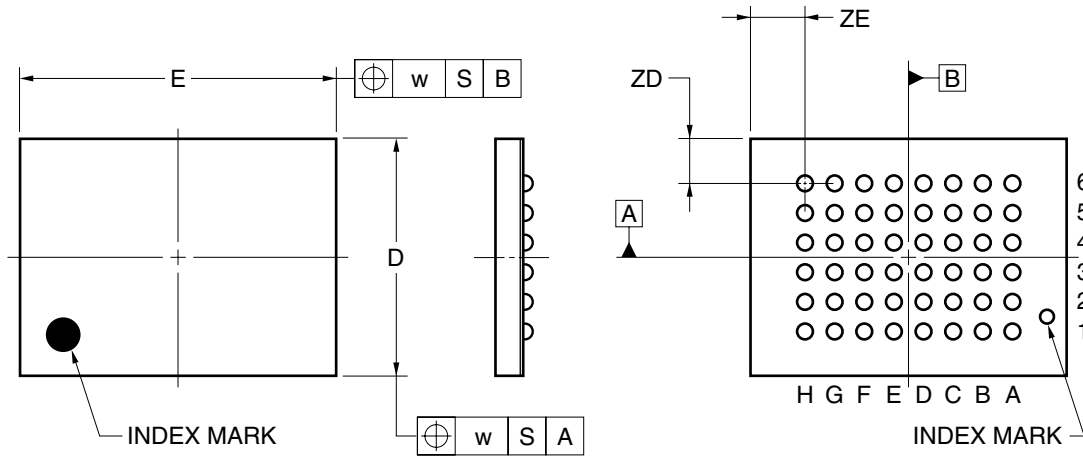 ZE
E
w S B
ZD
B
6
5
A
4
D
3
2
1
H G F E D C B A
INDEX MARK
w S A
INDEX MARK